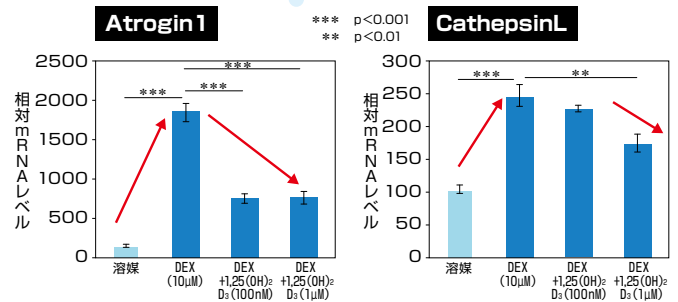 Atrogin1
*** p<0.001
** p<0.01
CathepsinL
相対mRNAレベル
2500
2000
1500
1000
500
0
***
***
***
溶媒
DEX
(10μM)
DEX
+1,25(OH)₂
D₃(100nM)
DEX
+1,25(OH)₂
D₃(1μM)
相対mRNAレベル
300
250
200
150
100
50
0
***
**
溶媒
DEX
(10μM)
DEX
+1,25(OH)₂
D₃(100nM)
DEX
+1,25(OH)₂
D₃(1μM)